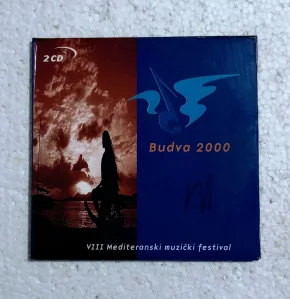 2CD
Budva 2000
VIII Mediteranski muzički festival